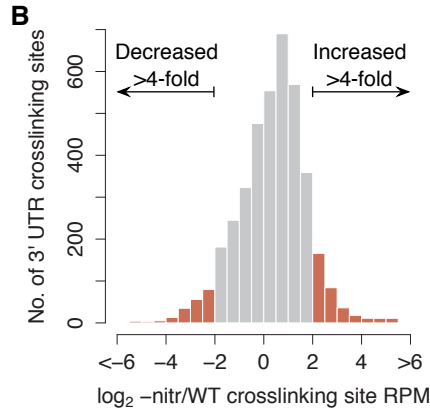 B
Decreased
>4-fold
Increased
>4-fold
No. of 3' UTR crosslinking sites
600
400
200
0
<−6 −4 −2 0 2 4 >6
log₂ −nitr/WT crosslinking site RPM